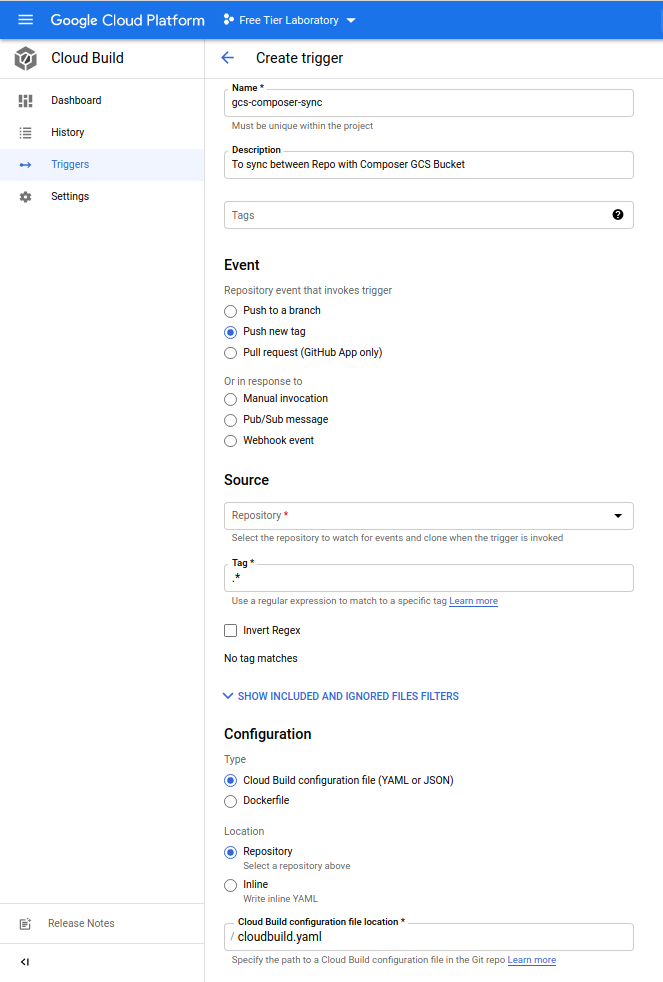 Google Cloud Platform Free Tier Laboratory
Cloud Build
Create trigger
Dashboard
History
Triggers
Settings
Release Notes
Name *
gcs-composer-sync
Must be unique within the project
Description
To sync between Repo with Composer GCS Bucket
Tags
Event
Repository event that invokes trigger
Push to a branch
Push new tag
Pull request (GitHub App only)
Or in response to
Manual invocation
Pub/Sub message
Webhook event
Source
Repository *
Select the repository to watch for events and clone when the trigger is invoked
Tag *
.*
Use a regular expression to match to a specific tag Learn more
Invert Regex
No tag matches
SHOW INCLUDED AND IGNORED FILES FILTERS
Configuration
Type
Cloud Build configuration file (YAML or JSON)
Dockerfile
Location
Repository
Select a repository above
Inline
Write inline YAML
Cloud Build configuration file location *
/ cloudbuild.yaml
Specify the path to a Cloud Build configuration file in the Git repo Learn more